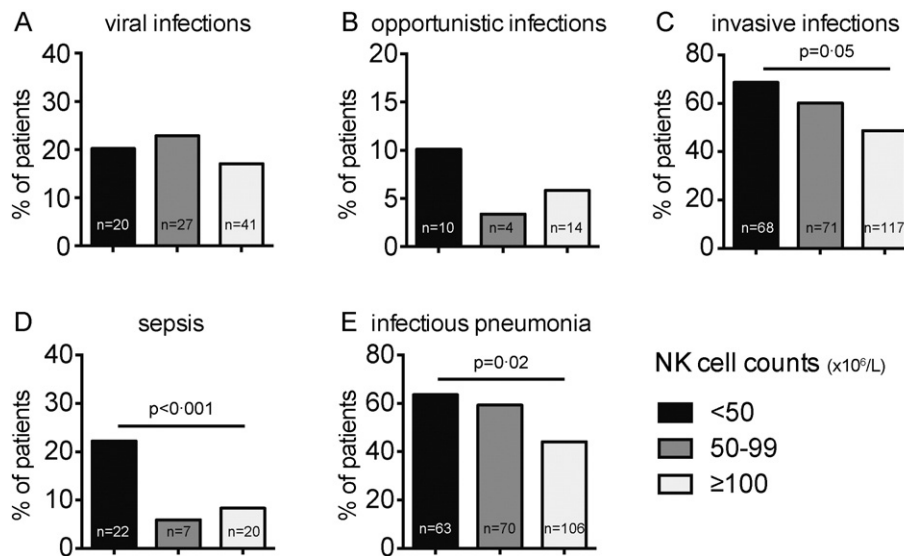 A viral infections
% of patients
40
30
20
10
0
n=20 n=27 n=41
B opportunistic infections
% of patients
20
15
10
5
0
n=10 n=4 n=14
C invasive infections
% of patients
80
60
40
20
0
p=0·05
n=68 n=71 n=117
D sepsis
% of patients
40
30
20
10
0
p<0·001
n=22 n=7 n=20
E infectious pneumonia
% of patients
80
60
40
20
0
p=0·02
n=63 n=70 n=106
NK cell counts (x10⁶/L)
<50
50-99
≥100